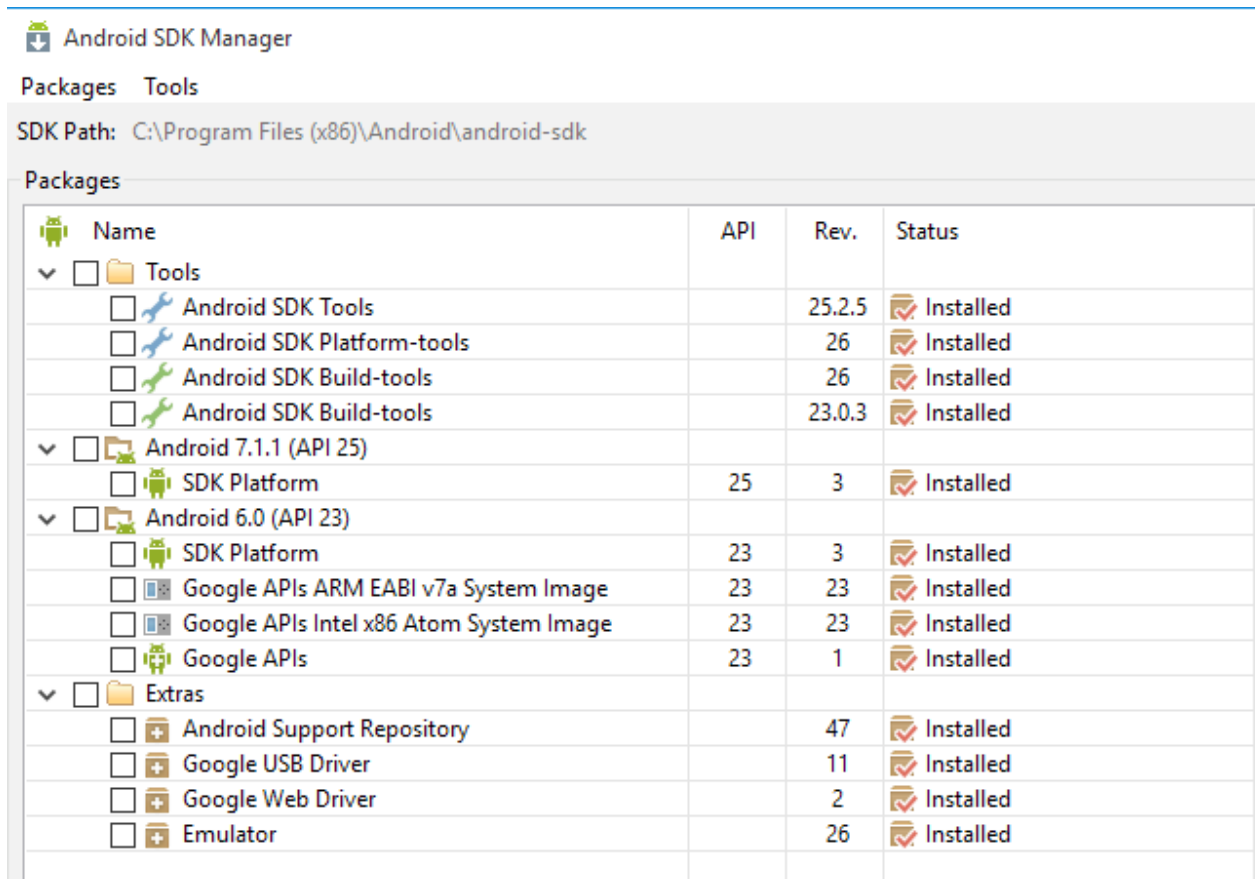 Android SDK Manager
Packages Tools
SDK Path: C:\Program Files (x86)\Android\android-sdk
Packages
Name API Rev. Status
Tools
Android SDK Tools 25.2.5 Installed
Android SDK Platform-tools 26 Installed
Android SDK Build-tools 26 Installed
Android SDK Build-tools 23.0.3 Installed
Android 7.1.1 (API 25)
SDK Platform 25 3 Installed
Android 6.0 (API 23)
SDK Platform 23 3 Installed
Google APIs ARM EABI v7a System Image 23 23 Installed
Google APIs Intel x86 Atom System Image 23 23 Installed
Google APIs 23 1 Installed
Extras
Android Support Repository 47 Installed
Google USB Driver 11 Installed
Google Web Driver 2 Installed
Emulator 26 Installed